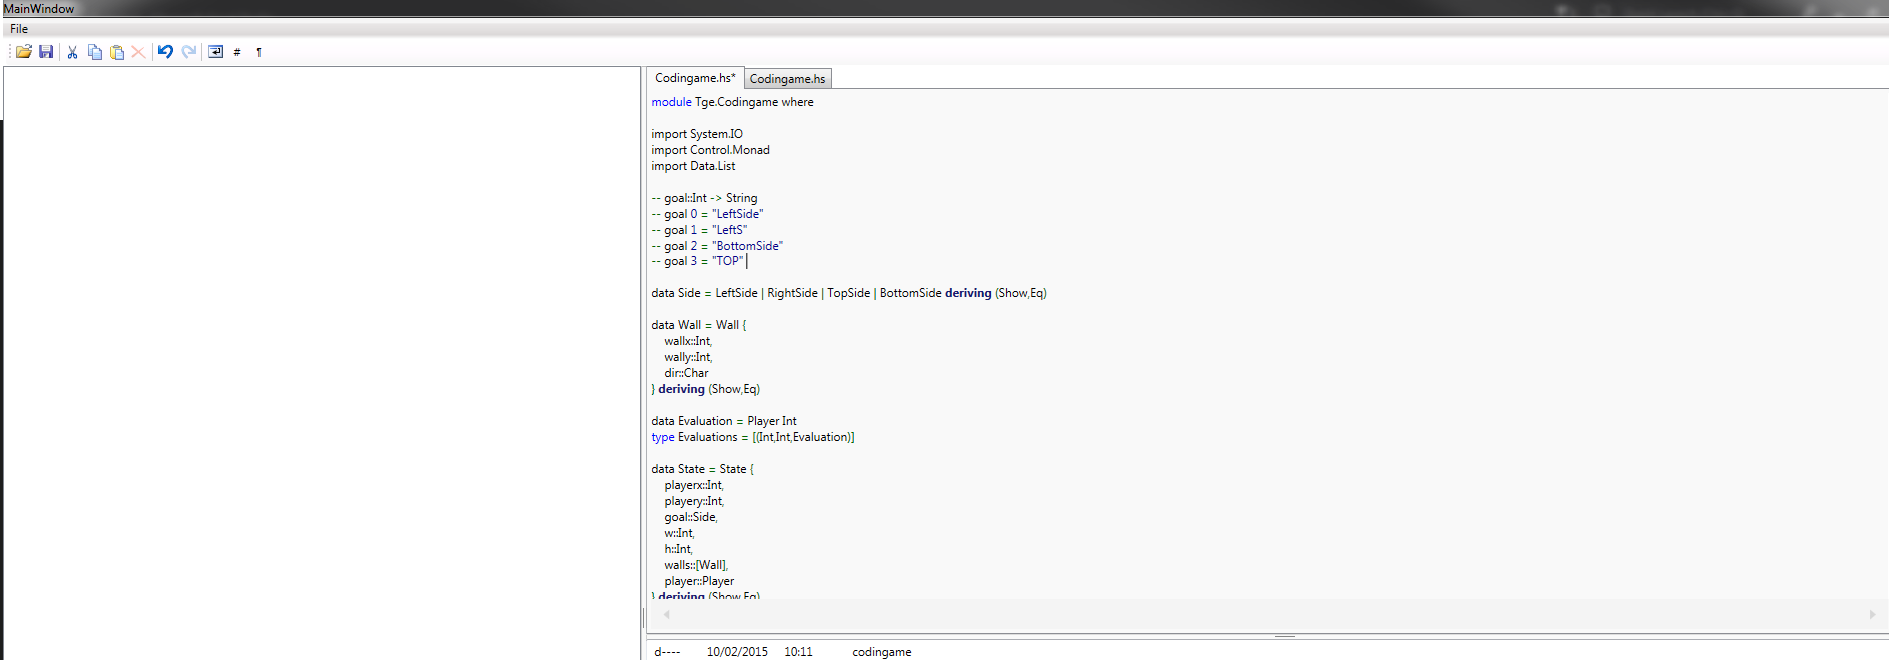 MainWindow
File
# ¶
Codingame.hs* Codingame.hs
module Tge.Codingame where
import System.IO
import Control.Monad
import Data.List
-- goal::Int -> String
-- goal 0 = "LeftSide"
-- goal 1 = "LeftS"
-- goal 2 = "BottomSide"
-- goal 3 = "TOP"
data Side = LeftSide | RightSide | TopSide | BottomSide deriving (Show,Eq)
data Wall = Wall {
wallx::Int,
wally::Int,
dir::Char
} deriving (Show,Eq)
data Evaluation = Player Int
type Evaluations = [(Int,Int,Evaluation)]
data State = State {
playerx::Int,
playery::Int,
goal::Side,
w::Int,
h::Int,
walls::[Wall],
player::Player
} deriving (Show,Eq)
d---- 10/02/2015 10:11 codingame